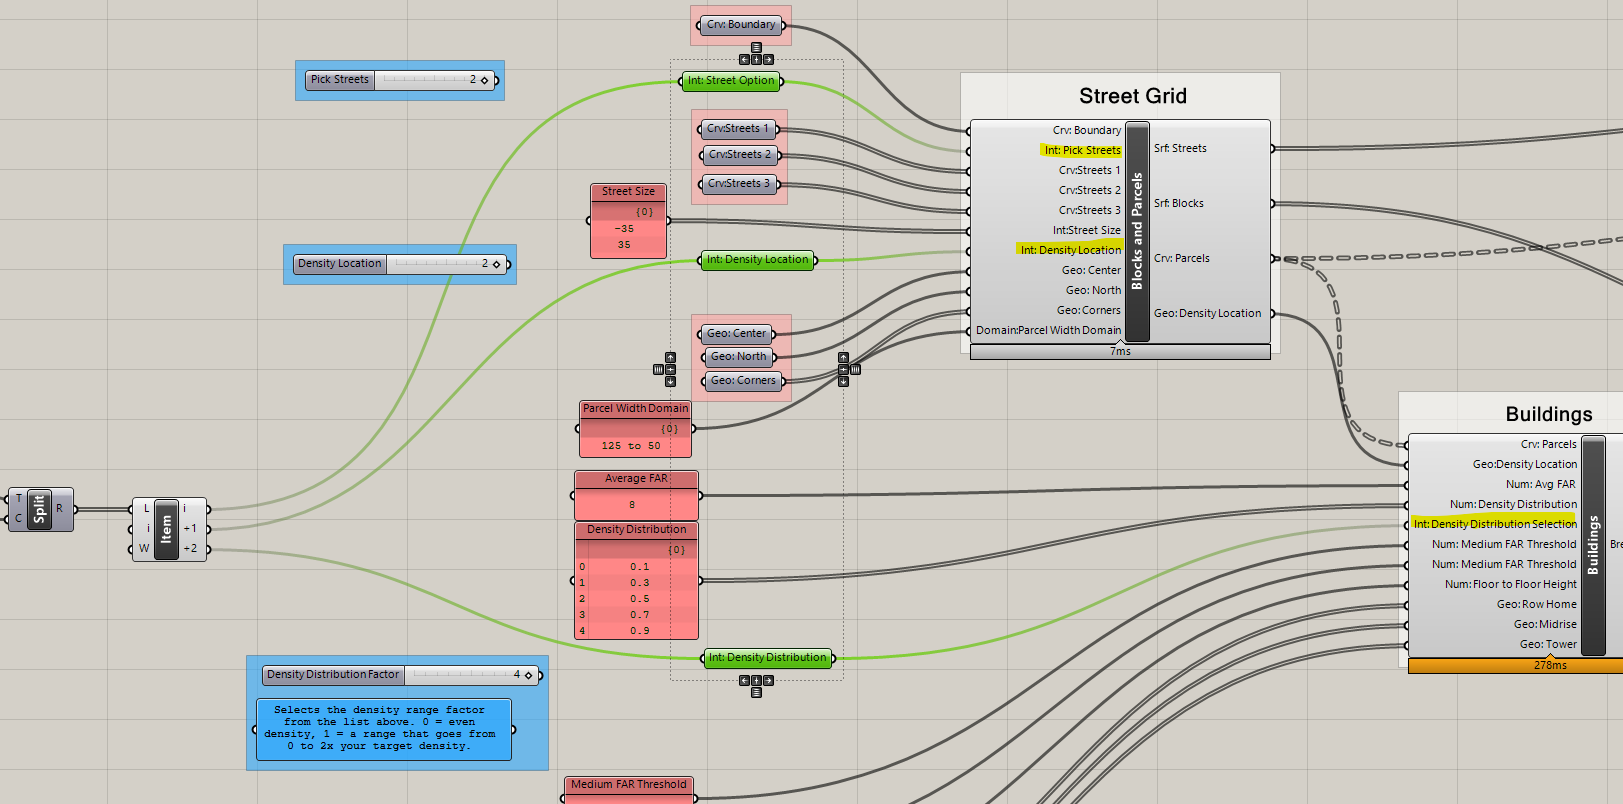 Crv: Boundary
Pick Streets 2
Int: Street Option
Street Grid
Crv:Streets 1
Crv:Streets 2
Crv:Streets 3
Street Size
{0}
-35
35
Density Location 2
Int: Density Location
Crv: Boundary
Int: Pick Streets
Crv:Streets 1
Crv:Streets 2
Crv:Streets 3
Int:Street Size
Int: Density Location
Geo: Center
Geo: North
Geo: Corners
Domain:Parcel Width Domain
Blocks and Parcels
Srf: Streets
Srf: Blocks
Crv: Parcels
Geo: Density Location
7ms
Geo: Center
Geo: North
Geo: Corners
Parcel Width Domain
{0}
125 to 50
Average FAR
8
Density Distribution
{0}
0 0.1
1 0.3
2 0.5
3 0.7
4 0.9
Int: Density Distribution
T
C
Split
R
L
i
W
Item
i
+1
+2
Buildings
Crv: Parcels
Geo:Density Location
Num: Avg FAR
Num: Density Distribution
Int: Density Distribution Selection
Num: Medium FAR Threshold
Num: Medium FAR Threshold
Num: Floor to Floor Height
Geo: Row Home
Geo: Midrise
Geo: Tower
Buildings
Bre
278ms
Density Distribution Factor 4
Selects the density range factor
from the list above. 0 = even
density, 1 = a range that goes from
0 to 2x your target density.
Medium FAR Threshold